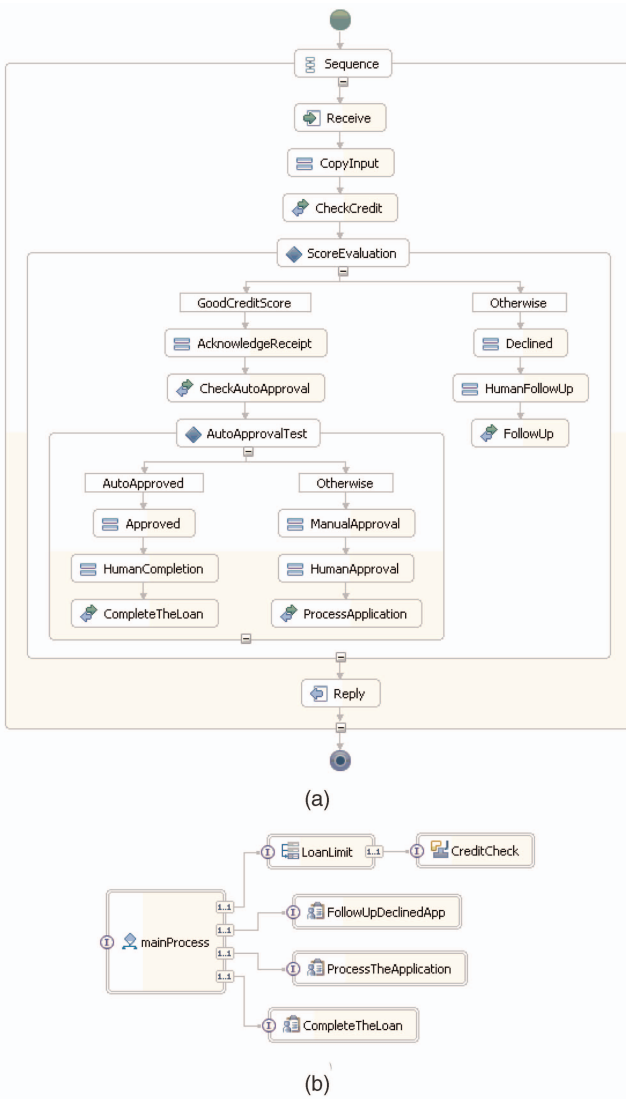 Sequence
Receive
CopyInput
CheckCredit
ScoreEvaluation
GoodCreditScore
Otherwise
AcknowledgeReceipt
Declined
CheckAutoApproval
HumanFollowUp
AutoApprovalTest
FollowUp
AutoApproved
Otherwise
Approved
ManualApproval
HumanCompletion
HumanApproval
CompleteTheLoan
ProcessApplication
Reply
(a)
I LoanLimit 1..1 I CreditCheck
1..1
I FollowUpDeclinedApp
1..1
I mainProcess
1..1
I ProcessTheApplication
1..1
I CompleteTheLoan
(b)